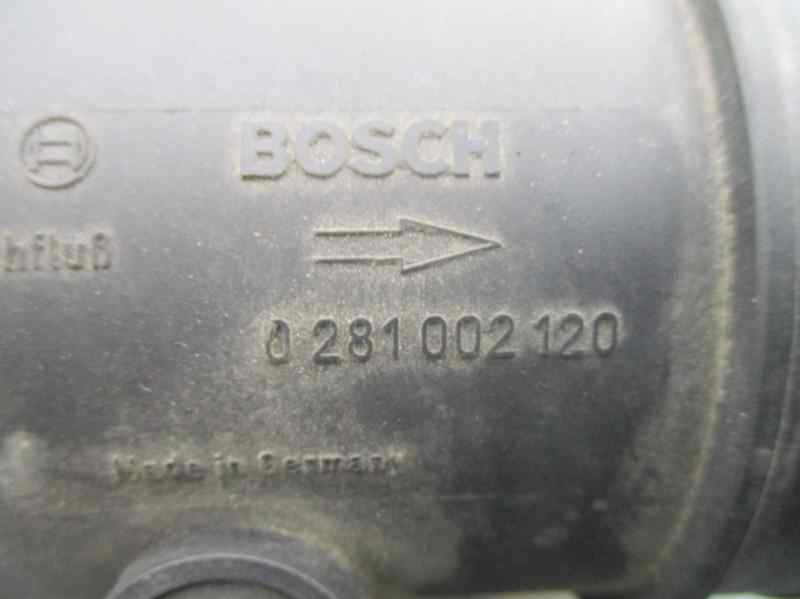 BOSCH
hfluß
0 281 002 120
Made in Germany